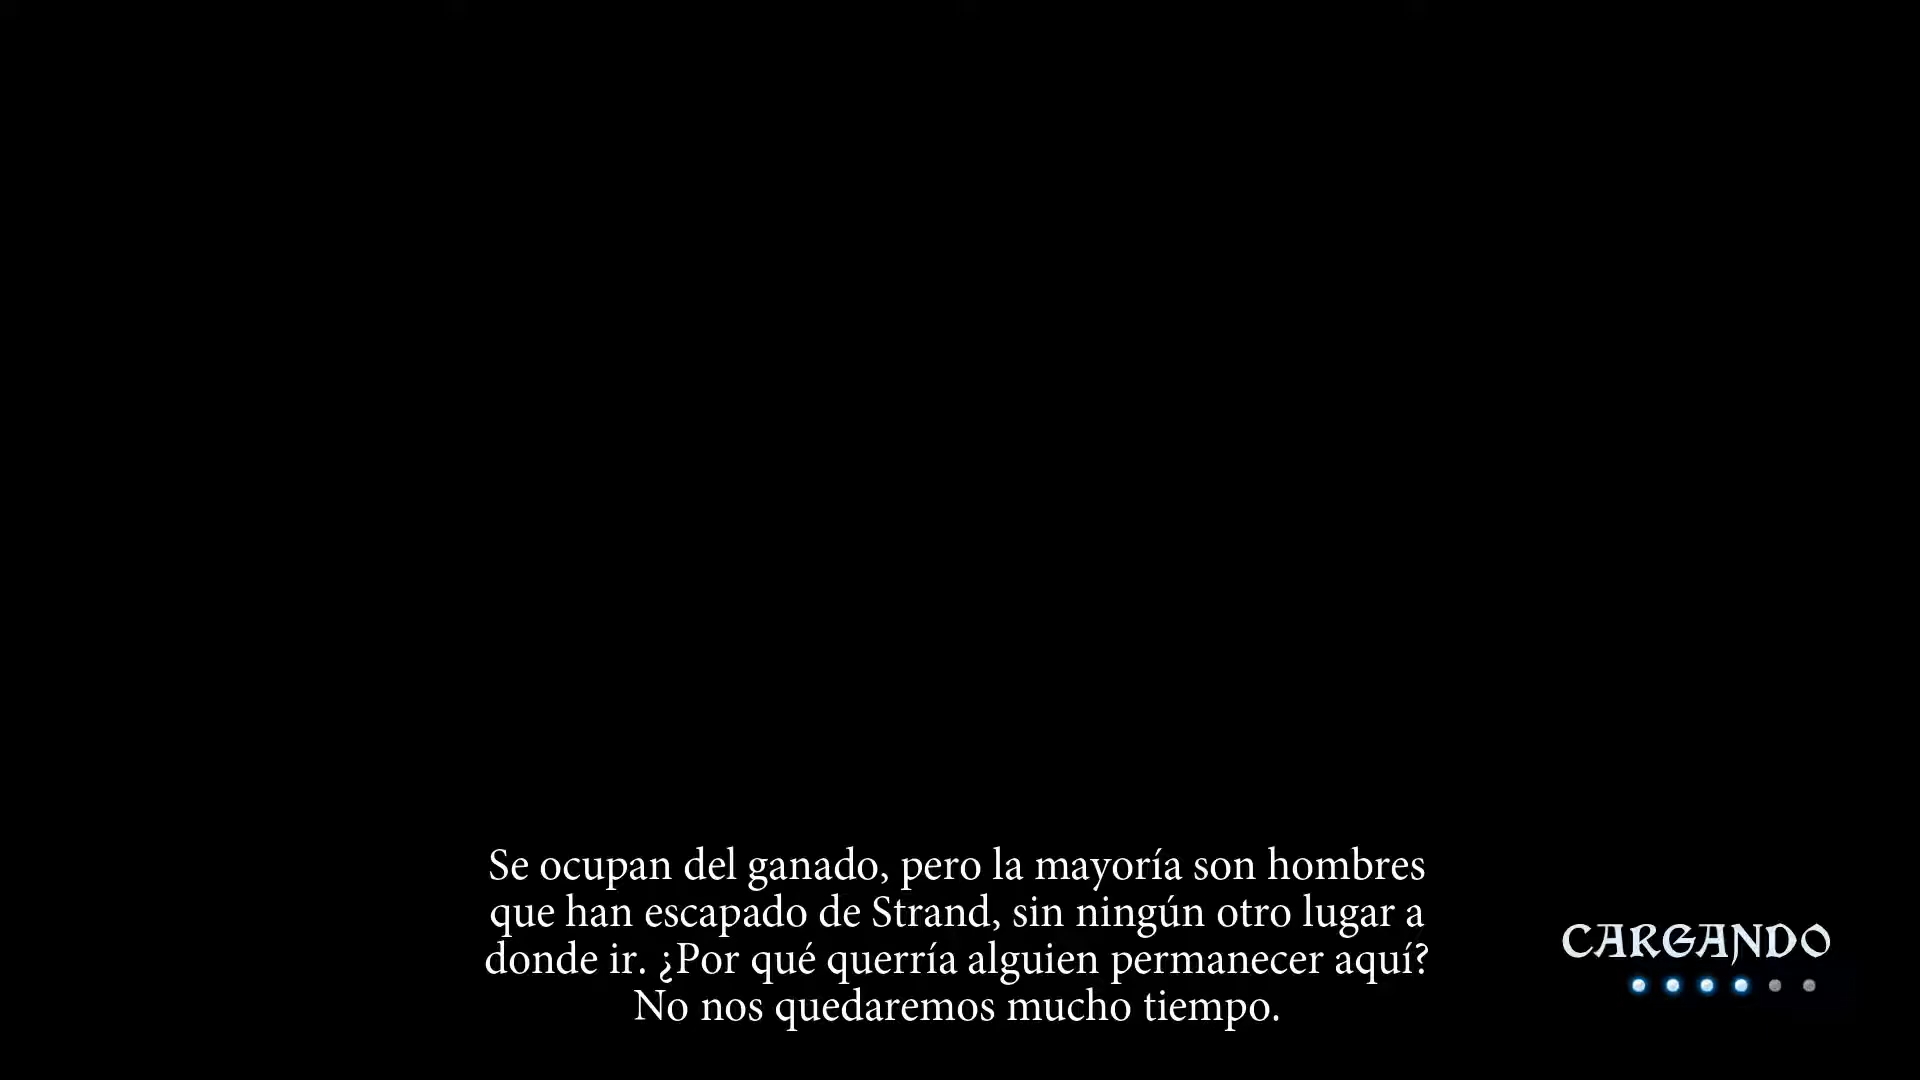 Se ocupan del ganado, pero la mayoría son hombres
que han escapado de Strand, sin ningún otro lugar a
donde ir. ¿Por qué querría alguien permanecer aquí?
No nos quedaremos mucho tiempo.
CARGANDO